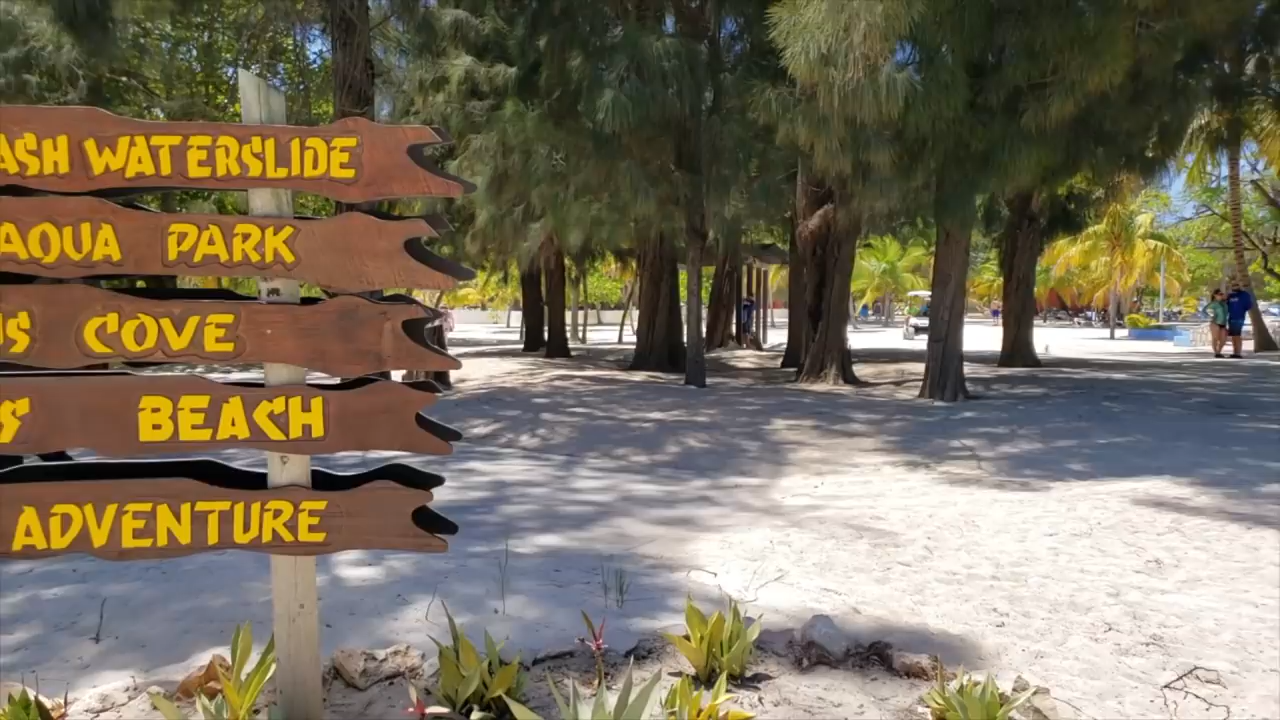 ASH WATERSLIDE
AQUA PARK
S COVE
S BEACH
ADVENTURE